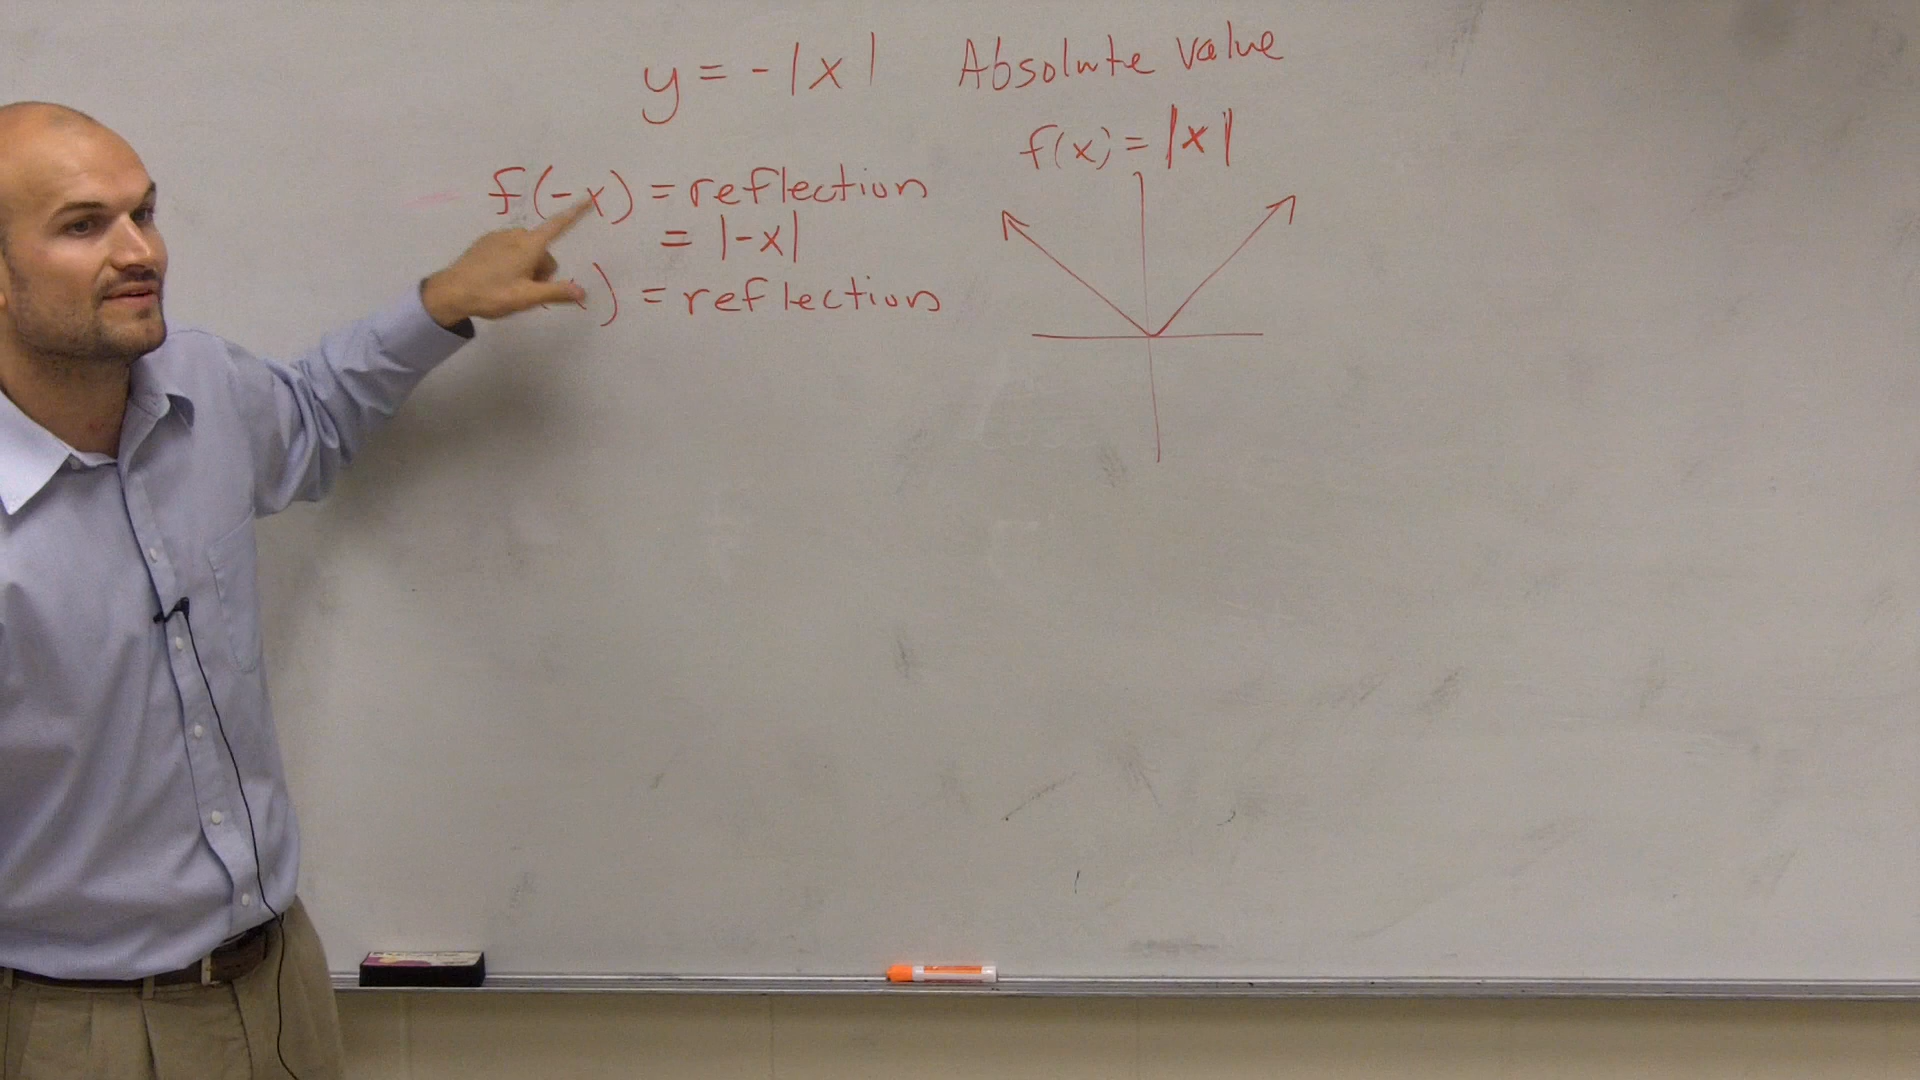 y = -|x| Absolute value
f(x) = |x|
f(-x) = reflection
= |-x|
x) = reflection